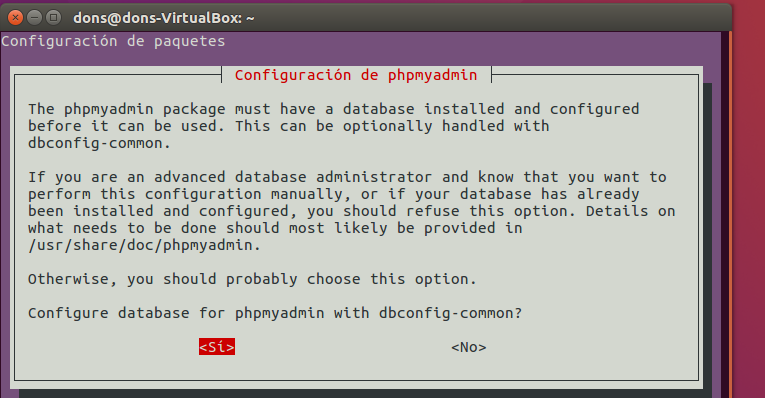 dons@dons-VirtualBox: ~
Configuración de paquetes
Configuración de phpmyadmin
The phpmyadmin package must have a database installed and configured
before it can be used. This can be optionally handled with
dbconfig-common.
If you are an advanced database administrator and know that you want to
perform this configuration manually, or if your database has already
been installed and configured, you should refuse this option. Details on
what needs to be done should most likely be provided in
/usr/share/doc/phpmyadmin.
Otherwise, you should probably choose this option.
Configure database for phpmyadmin with dbconfig-common?
<Sí> <No>